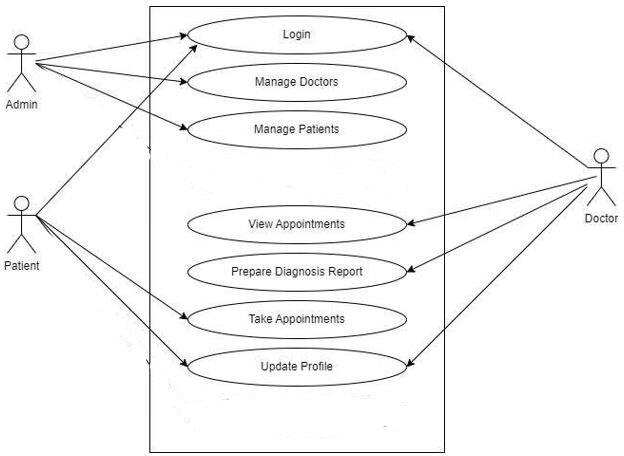 Login
Manage Doctors
Admin
Manage Patients
View Appointments
Doctor
Patient
Prepare Diagnosis Report
Take Appointments
Update Profile